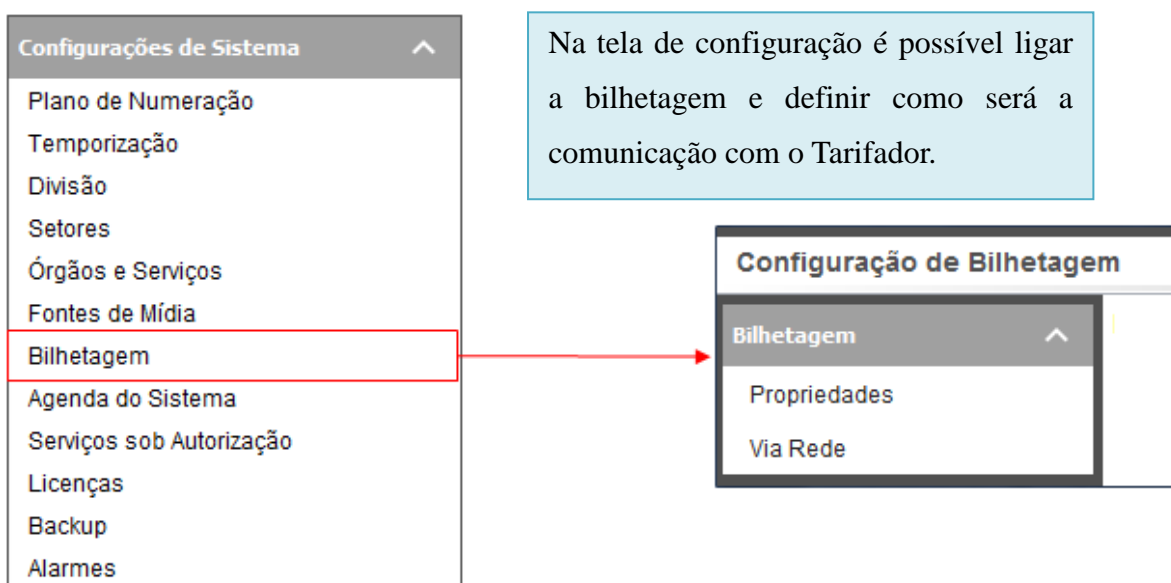 Configurações de Sistema
Plano de Numeração
Temporização
Divisão
Setores
Órgãos e Serviços
Fontes de Mídia
Bilhetagem
Agenda do Sistema
Serviços sob Autorização
Licenças
Backup
Alarmes
Na tela de configuração é possível ligar
a bilhetagem e definir como será a
comunicação com o Tarifador.
Configuração de Bilhetagem
Bilhetagem
Propriedades
Via Rede